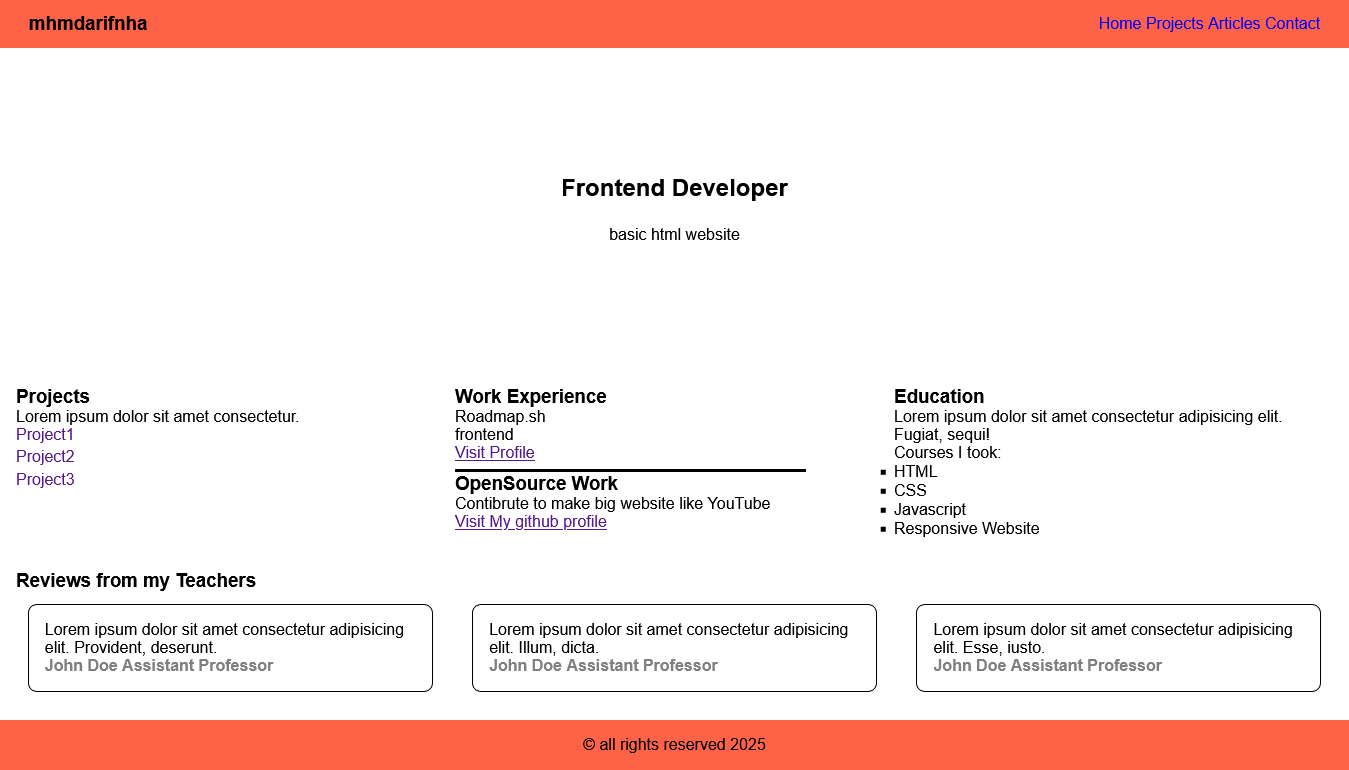 mhmdarifnha
Home Projects Articles Contact
Frontend Developer
basic html website
Projects
Lorem ipsum dolor sit amet consectetur.
Project1
Project2
Project3
Work Experience
Roadmap.sh
frontend
Visit Profile
OpenSource Work
Contibrute to make big website like YouTube
Visit My github profile
Education
Lorem ipsum dolor sit amet consectetur adipisicing elit.
Fugiat, sequi!
Courses I took:
HTML
CSS
Javascript
Responsive Website
Reviews from my Teachers
Lorem ipsum dolor sit amet consectetur adipisicing
elit. Provident, deserunt.
John Doe Assistant Professor
Lorem ipsum dolor sit amet consectetur adipisicing
elit. Illum, dicta.
John Doe Assistant Professor
Lorem ipsum dolor sit amet consectetur adipisicing
elit. Esse, iusto.
John Doe Assistant Professor
© all rights reserved 2025